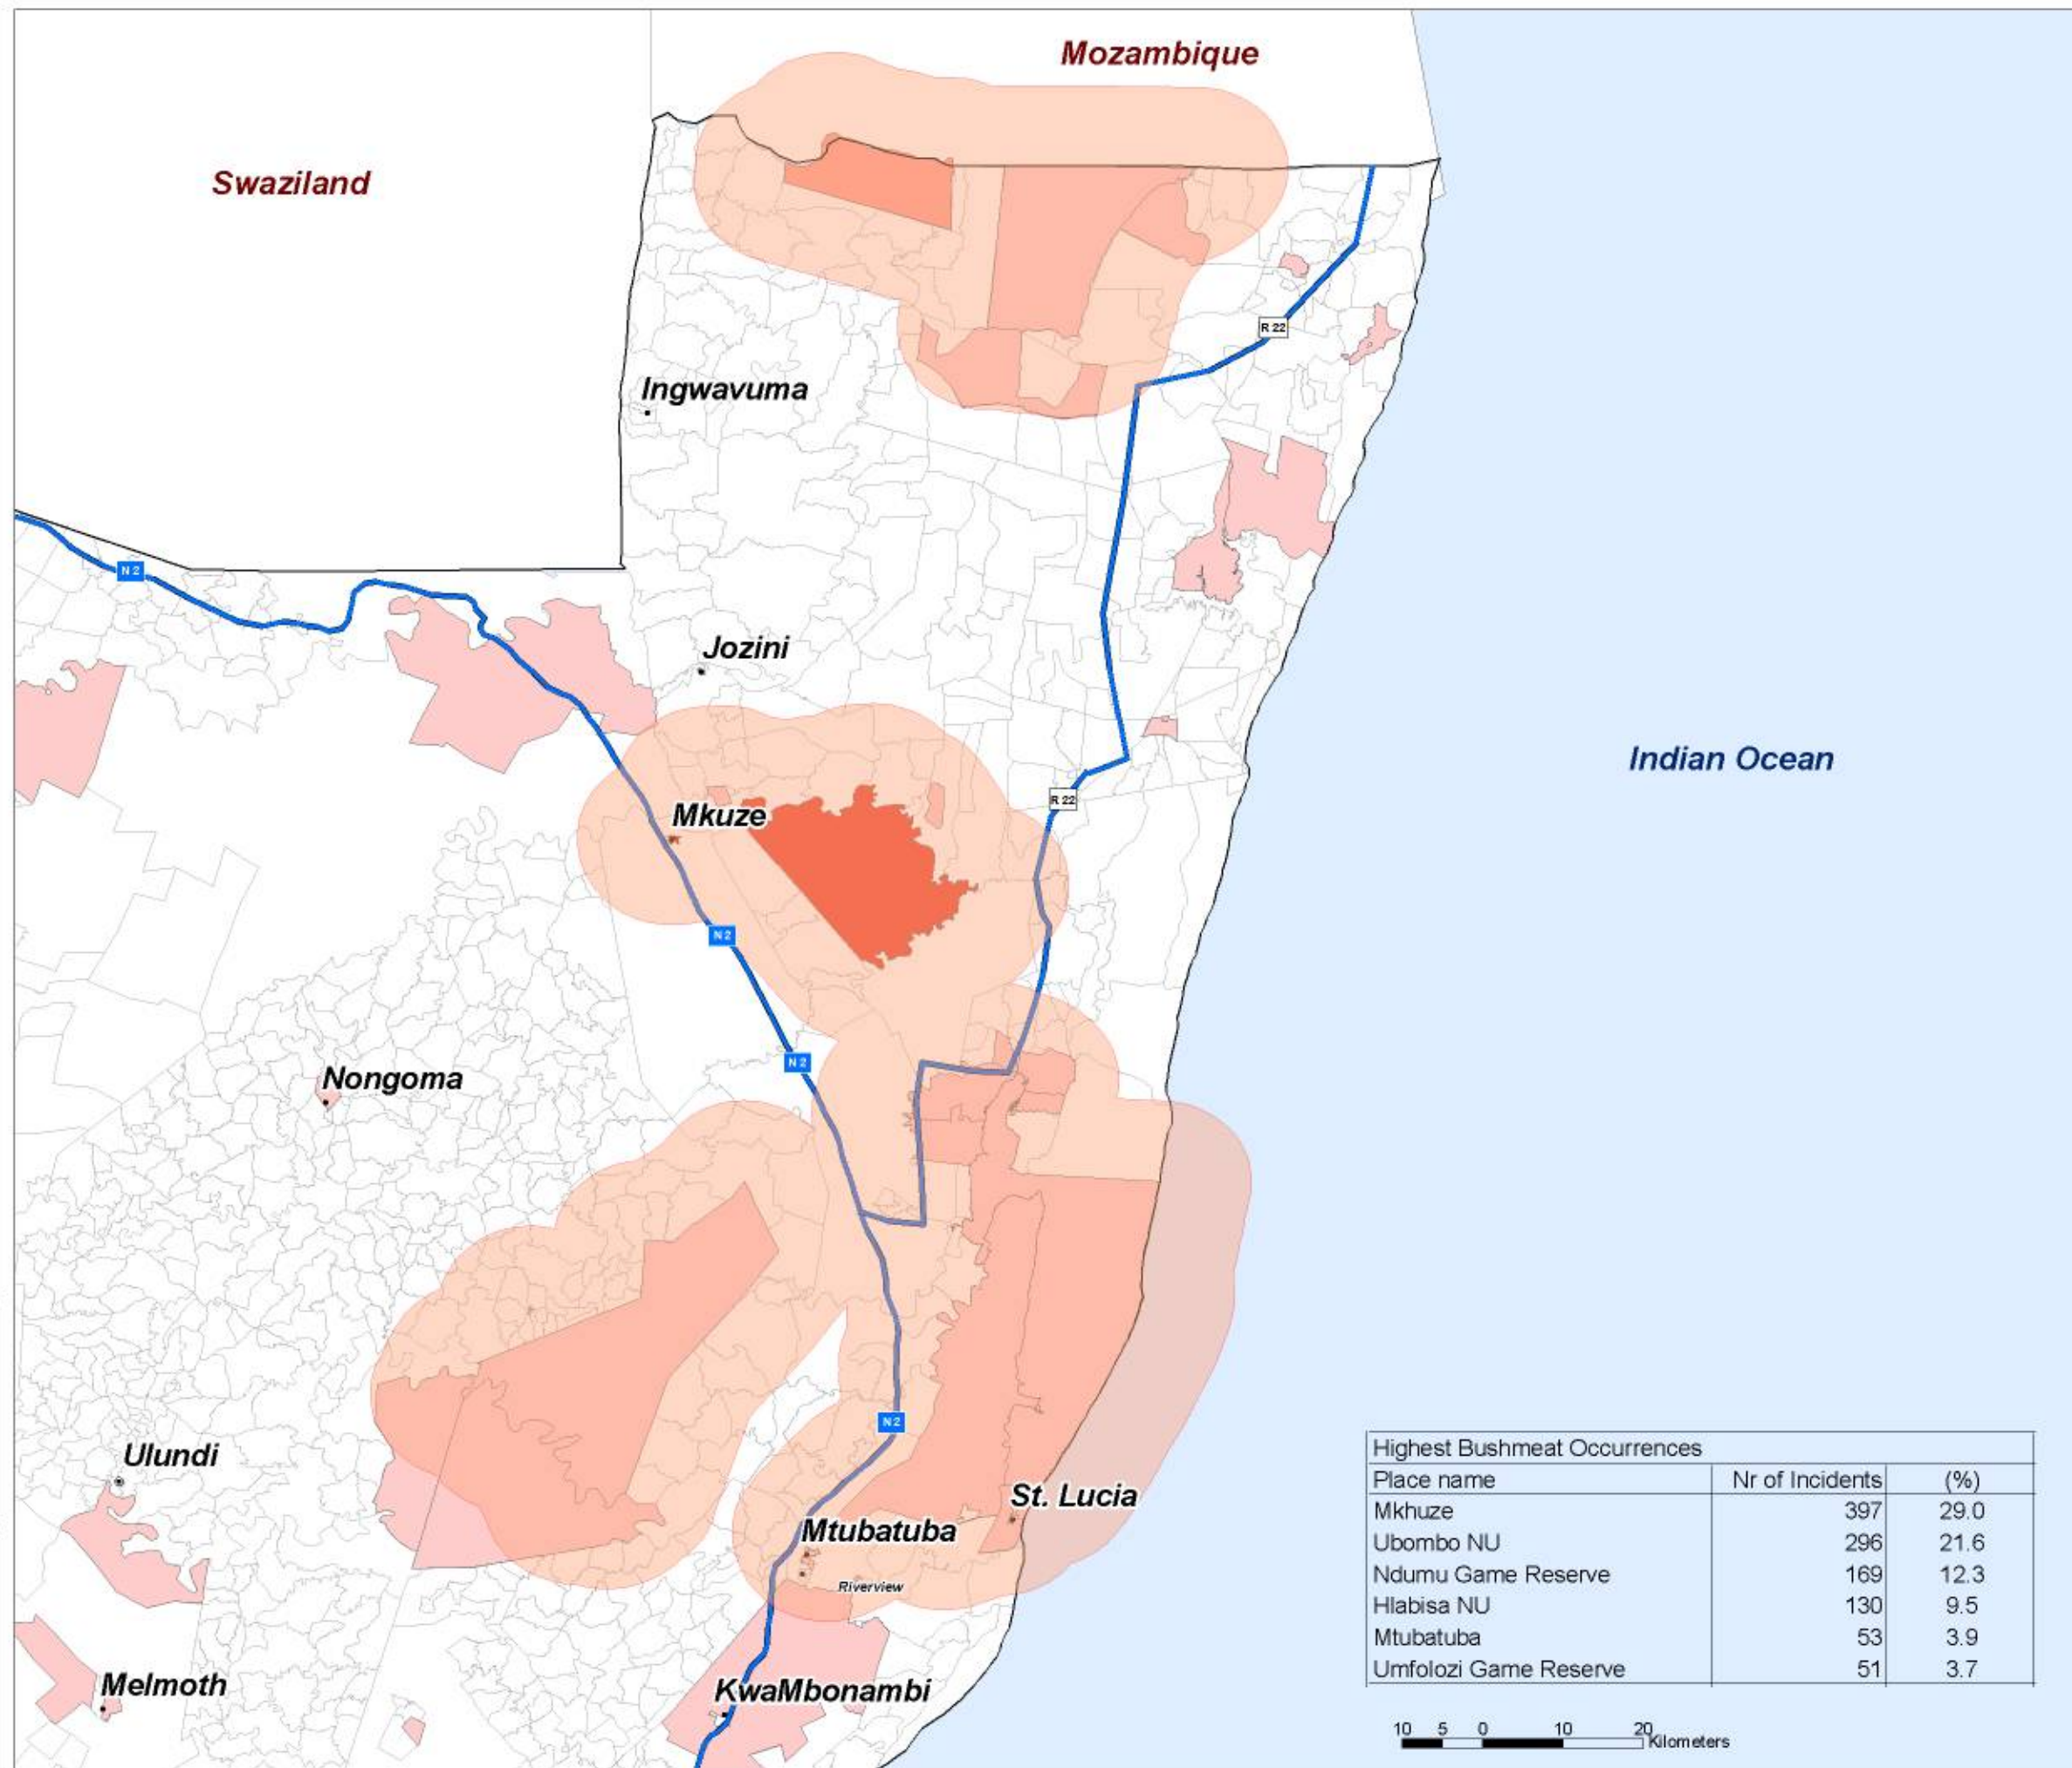 Mozambique
Swaziland
R 22
Ingwavuma
N 2
Jozini
Indian Ocean
R 22
Mkuze
N 2
N 2
Nongoma
N 2
Ulundi
St. Lucia
Mtubatuba
Riverview
Melmoth
KwaMbonambi
Highest Bushmeat Occurrences
Place name Nr of Incidents (%)
Mkhuze 397 29.0
Ubombo NU 296 21.6
Ndumu Game Reserve 169 12.3
Hlabisa NU 130 9.5
Mtubatuba 53 3.9
Umfolozi Game Reserve 51 3.7
10 5 0 10 20 Kilometers